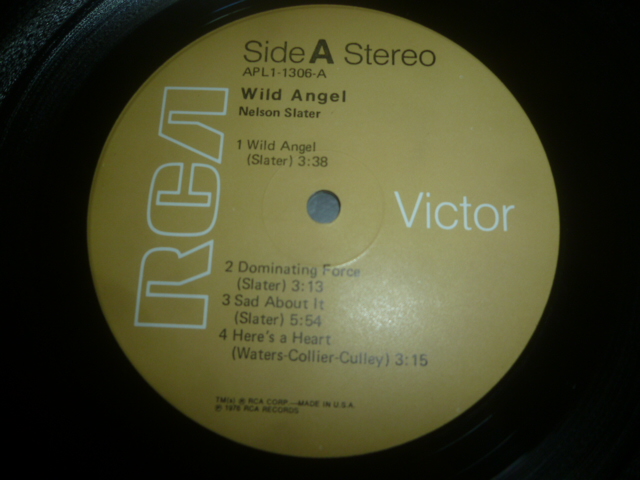 Side A Stereo
APL1-1306-A
Wild Angel
Nelson Slater
1 Wild Angel
(Slater) 3:38
RCA
Victor
2 Dominating Force
(Slater) 3:13
3 Sad About It
(Slater) 5:54
4 Here's a Heart
(Waters-Collier-Culley) 3:15
TM(s) ® RCA CORP.—MADE IN U.S.A.
℗ 1976 RCA RECORDS